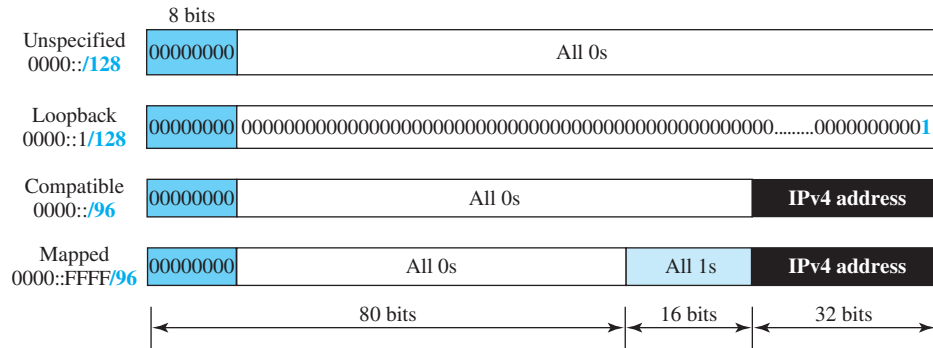 8 bits
Unspecified
0000::/128
00000000
All 0s
Loopback
0000::1/128
00000000
00000000000000000000000000000000000000000000000000.........00000000001
Compatible
0000::/96
00000000
All 0s
IPv4 address
Mapped
0000::FFFF/96
00000000
All 0s
All 1s
IPv4 address
80 bits
16 bits
32 bits